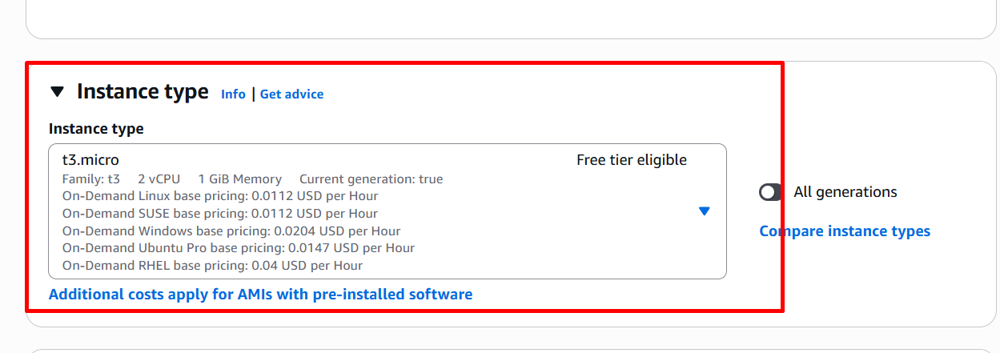 Instance type Info | Get advice
Instance type
t3.micro Free tier eligible
Family: t3 2 vCPU 1 GiB Memory Current generation: true
On-Demand Linux base pricing: 0.0112 USD per Hour
On-Demand SUSE base pricing: 0.0112 USD per Hour
On-Demand Windows base pricing: 0.0204 USD per Hour
On-Demand Ubuntu Pro base pricing: 0.0147 USD per Hour
On-Demand RHEL base pricing: 0.04 USD per Hour
All generations
Compare instance types
Additional costs apply for AMIs with pre-installed software